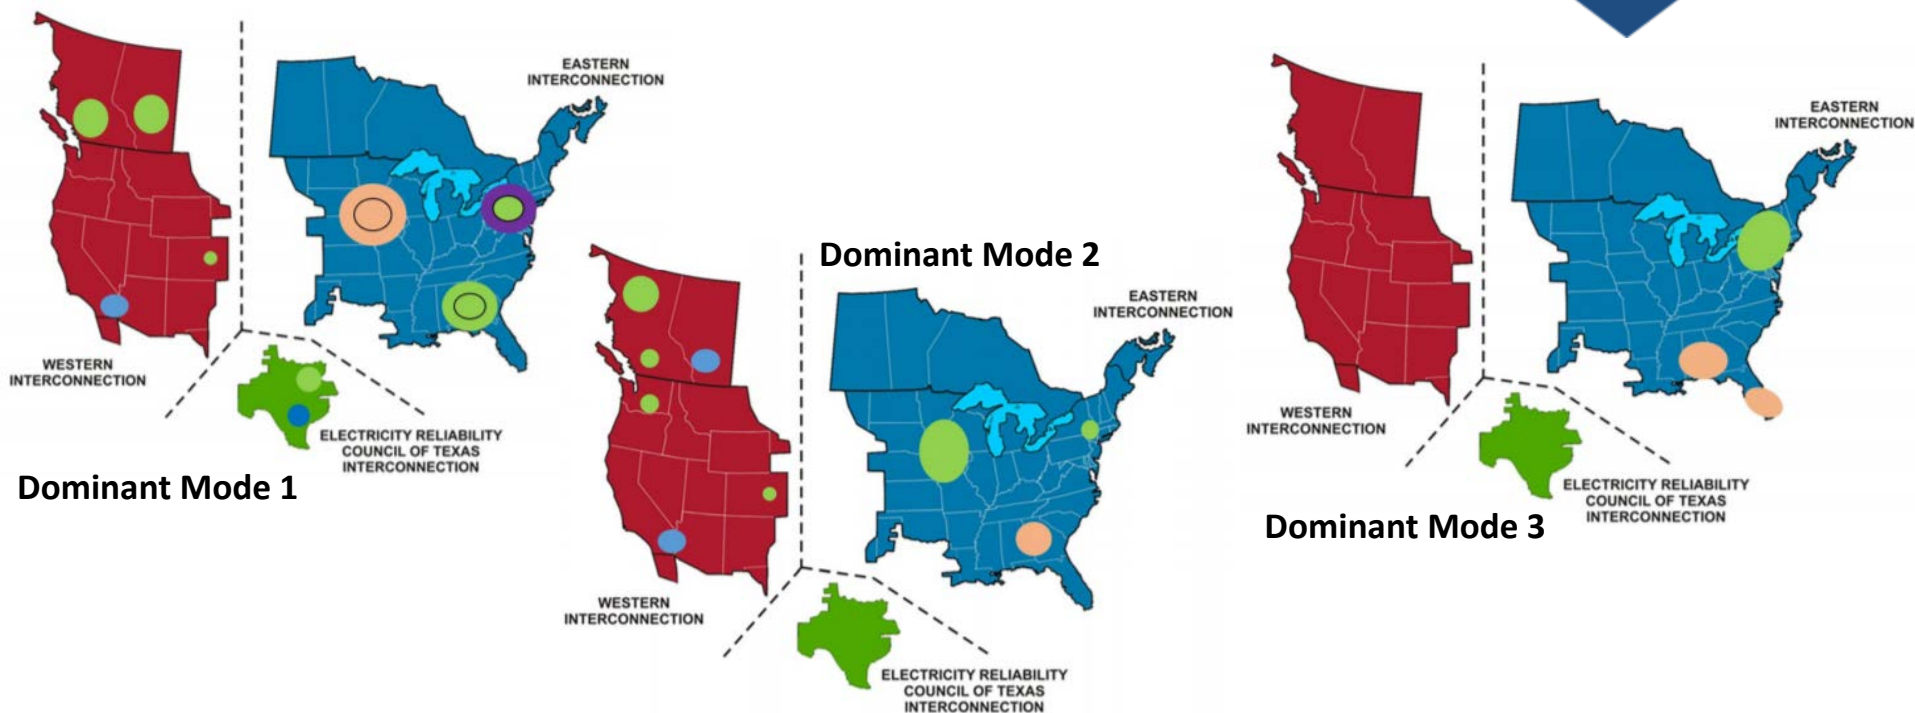 EASTERN
INTERCONNECTION
WESTERN
INTERCONNECTION
ELECTRICITY RELIABILITY
COUNCIL OF TEXAS
INTERCONNECTION
Dominant Mode 1
Dominant Mode 2
EASTERN
INTERCONNECTION
WESTERN
INTERCONNECTION
ELECTRICITY RELIABILITY
COUNCIL OF TEXAS
INTERCONNECTION
EASTERN
INTERCONNECTION
WESTERN
INTERCONNECTION
ELECTRICITY RELIABILITY
COUNCIL OF TEXAS
INTERCONNECTION
Dominant Mode 3